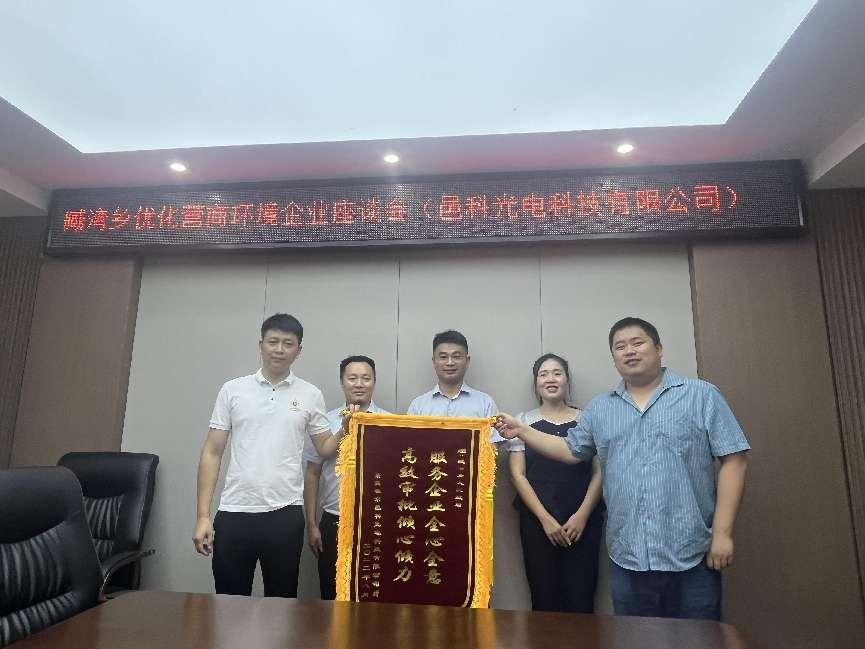 臧湾乡优化营商环境企业座谈会（邑科光电科技有限公司）
服务企业全心全意
高效审批倾心倾力